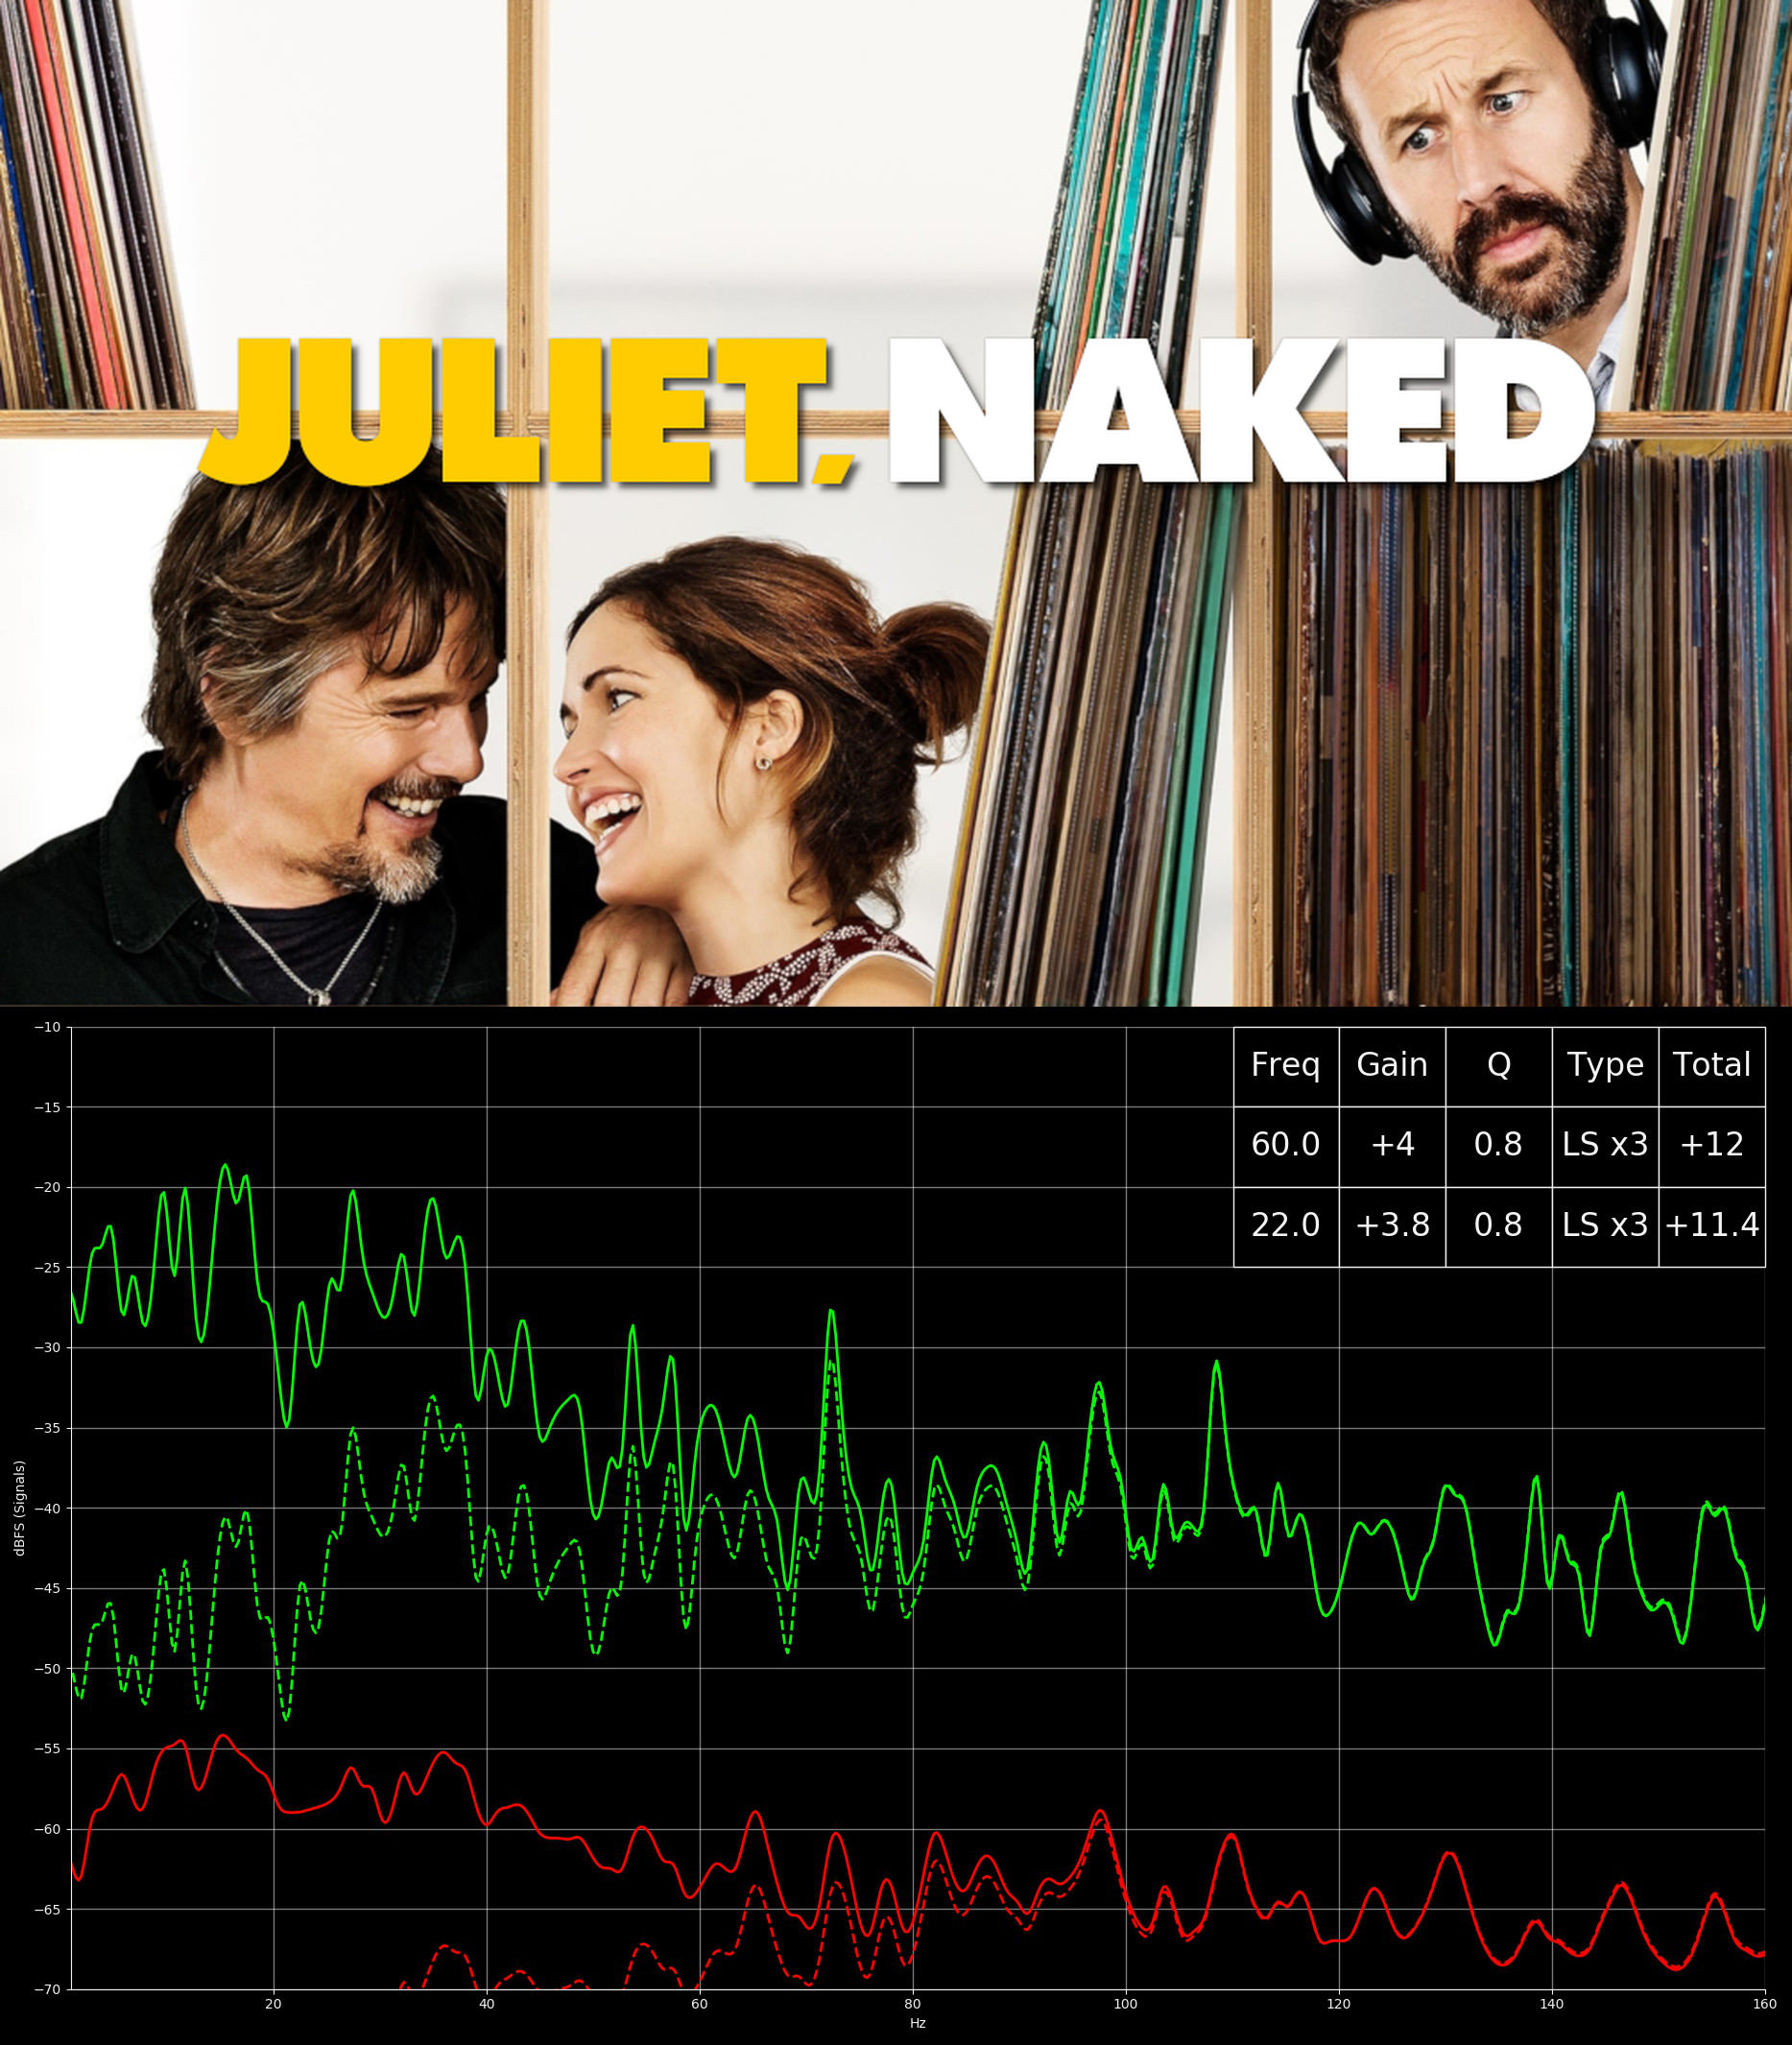 JULIET, NAKED
Freq Gain Q Type Total
60.0 +4 0.8 LS x3 +12
22.0 +3.8 0.8 LS x3 +11.4
−10
−15
−20
−25
−30
−35
−40
−45
−50
−55
−60
−65
−70
dBFS (Signals)
20 40 60 80 100 120 140 160
Hz